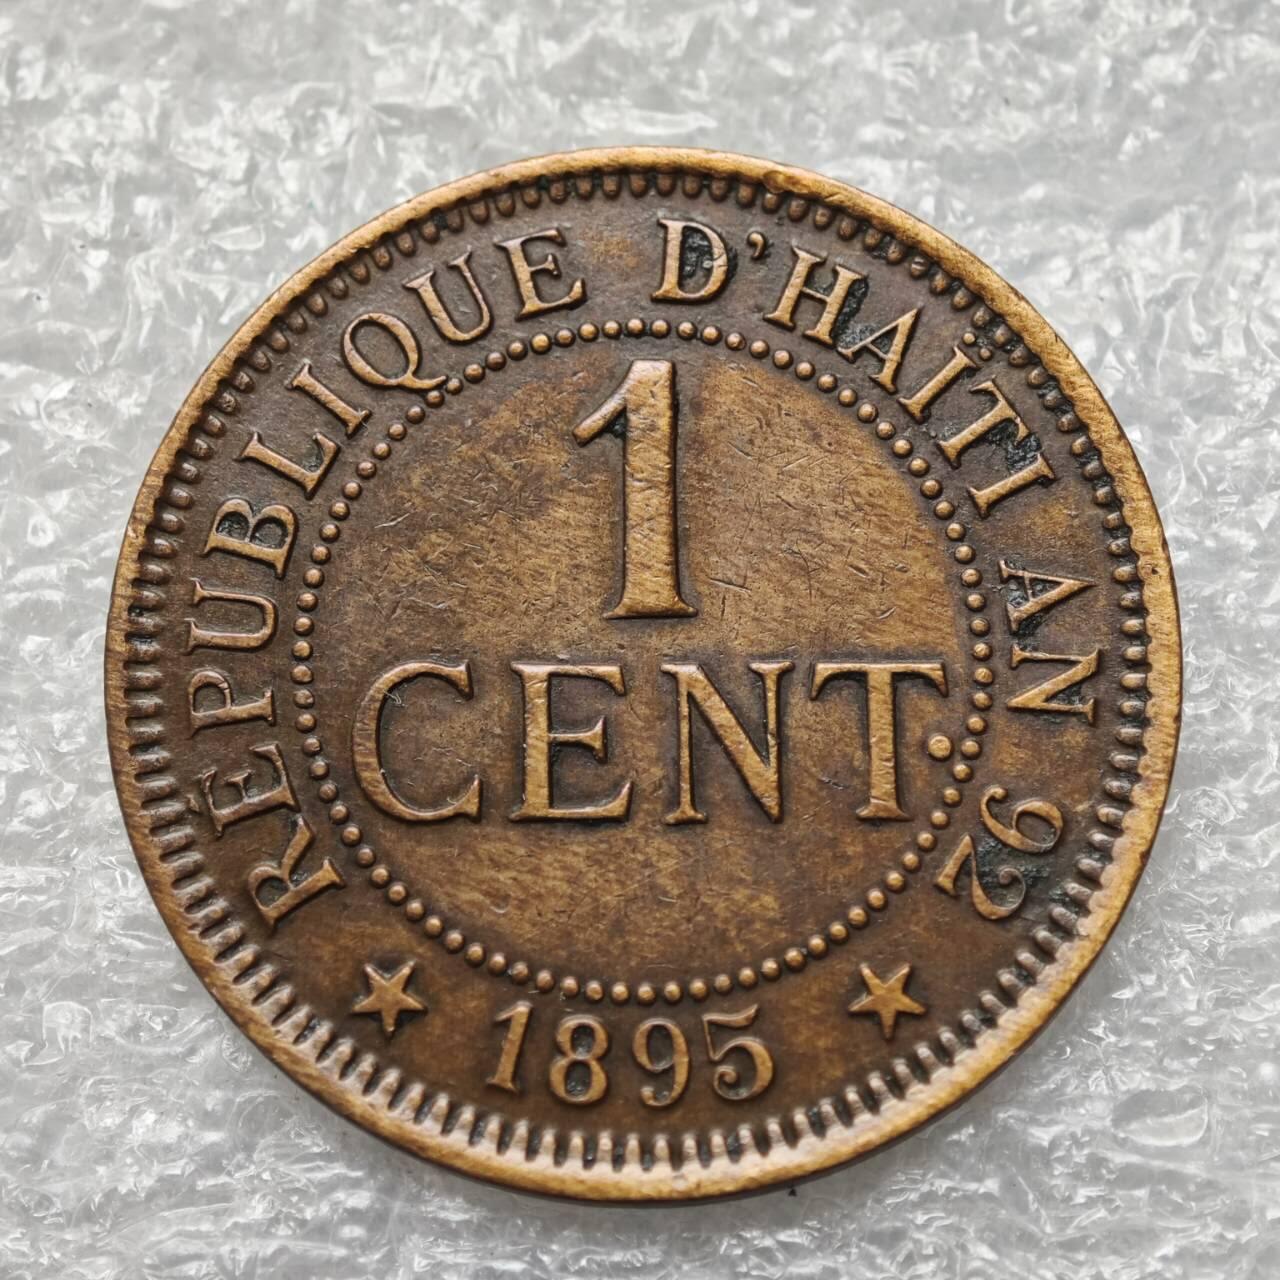 RÉPUBLIQUE D'HAÏTI AN 92
1
CENT.
1895